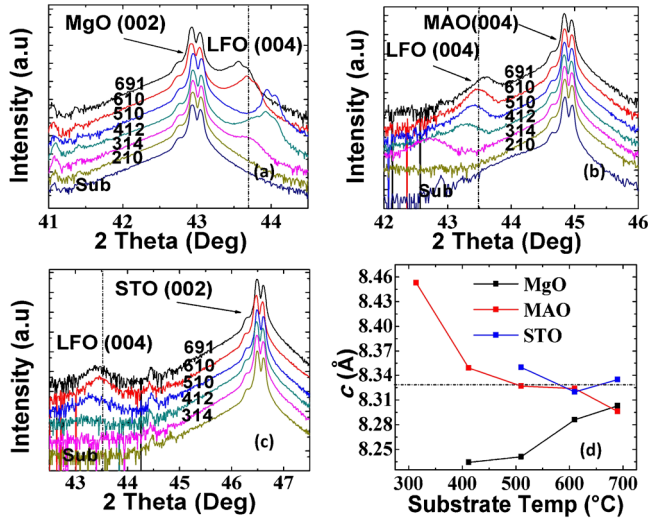 MgO (002)
LFO (004)
691
610
510
412
314
210
Sub
(a)
Intensity (a.u)
41 42 43 44
2 Theta (Deg)
MAO(004)
LFO (004)
691
610
510
412
314
210
Sub
(b)
Intensity (a.u)
42 43 44 45 46
2 Theta (Deg)
STO (002)
LFO (004)
691
610
510
412
314
Sub
(c)
Intensity (a.u)
43 44 45 46 47
2 Theta (Deg)
8.46
8.43
8.40
8.37
8.33
8.30
8.25
c (Å)
MgO
MAO
STO
(d)
300 400 500 600 700
Substrate Temp (°C)